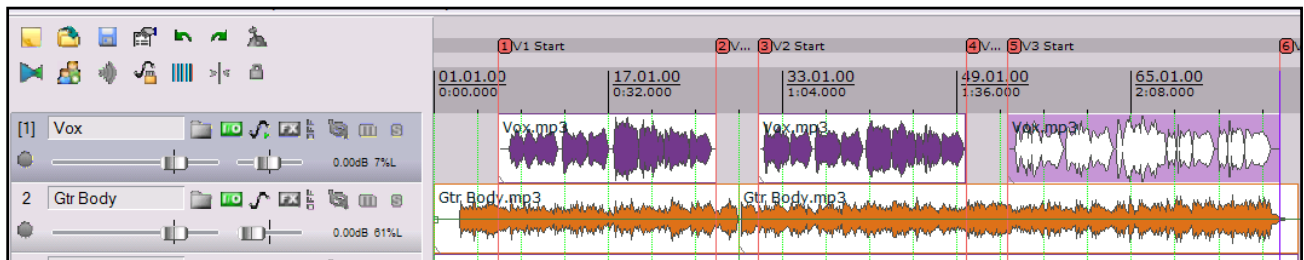 1 V1 Start 2 V... 3 V2 Start 4 V... 5 V3 Start 6 V
01.01.00 17.01.00 33.01.00 49.01.00 65.01.00
0:00.000 0:32.000 1:04.000 1:36.000 2:08.000
[1] Vox I/O FX m s
Vox.mp3 Vox.mp3 Vox.mp3
0.00dB 7%L
2 Gtr Body I/O FX m s
Gtr Body.mp3 Gtr Body.mp3
0.00dB 61%L